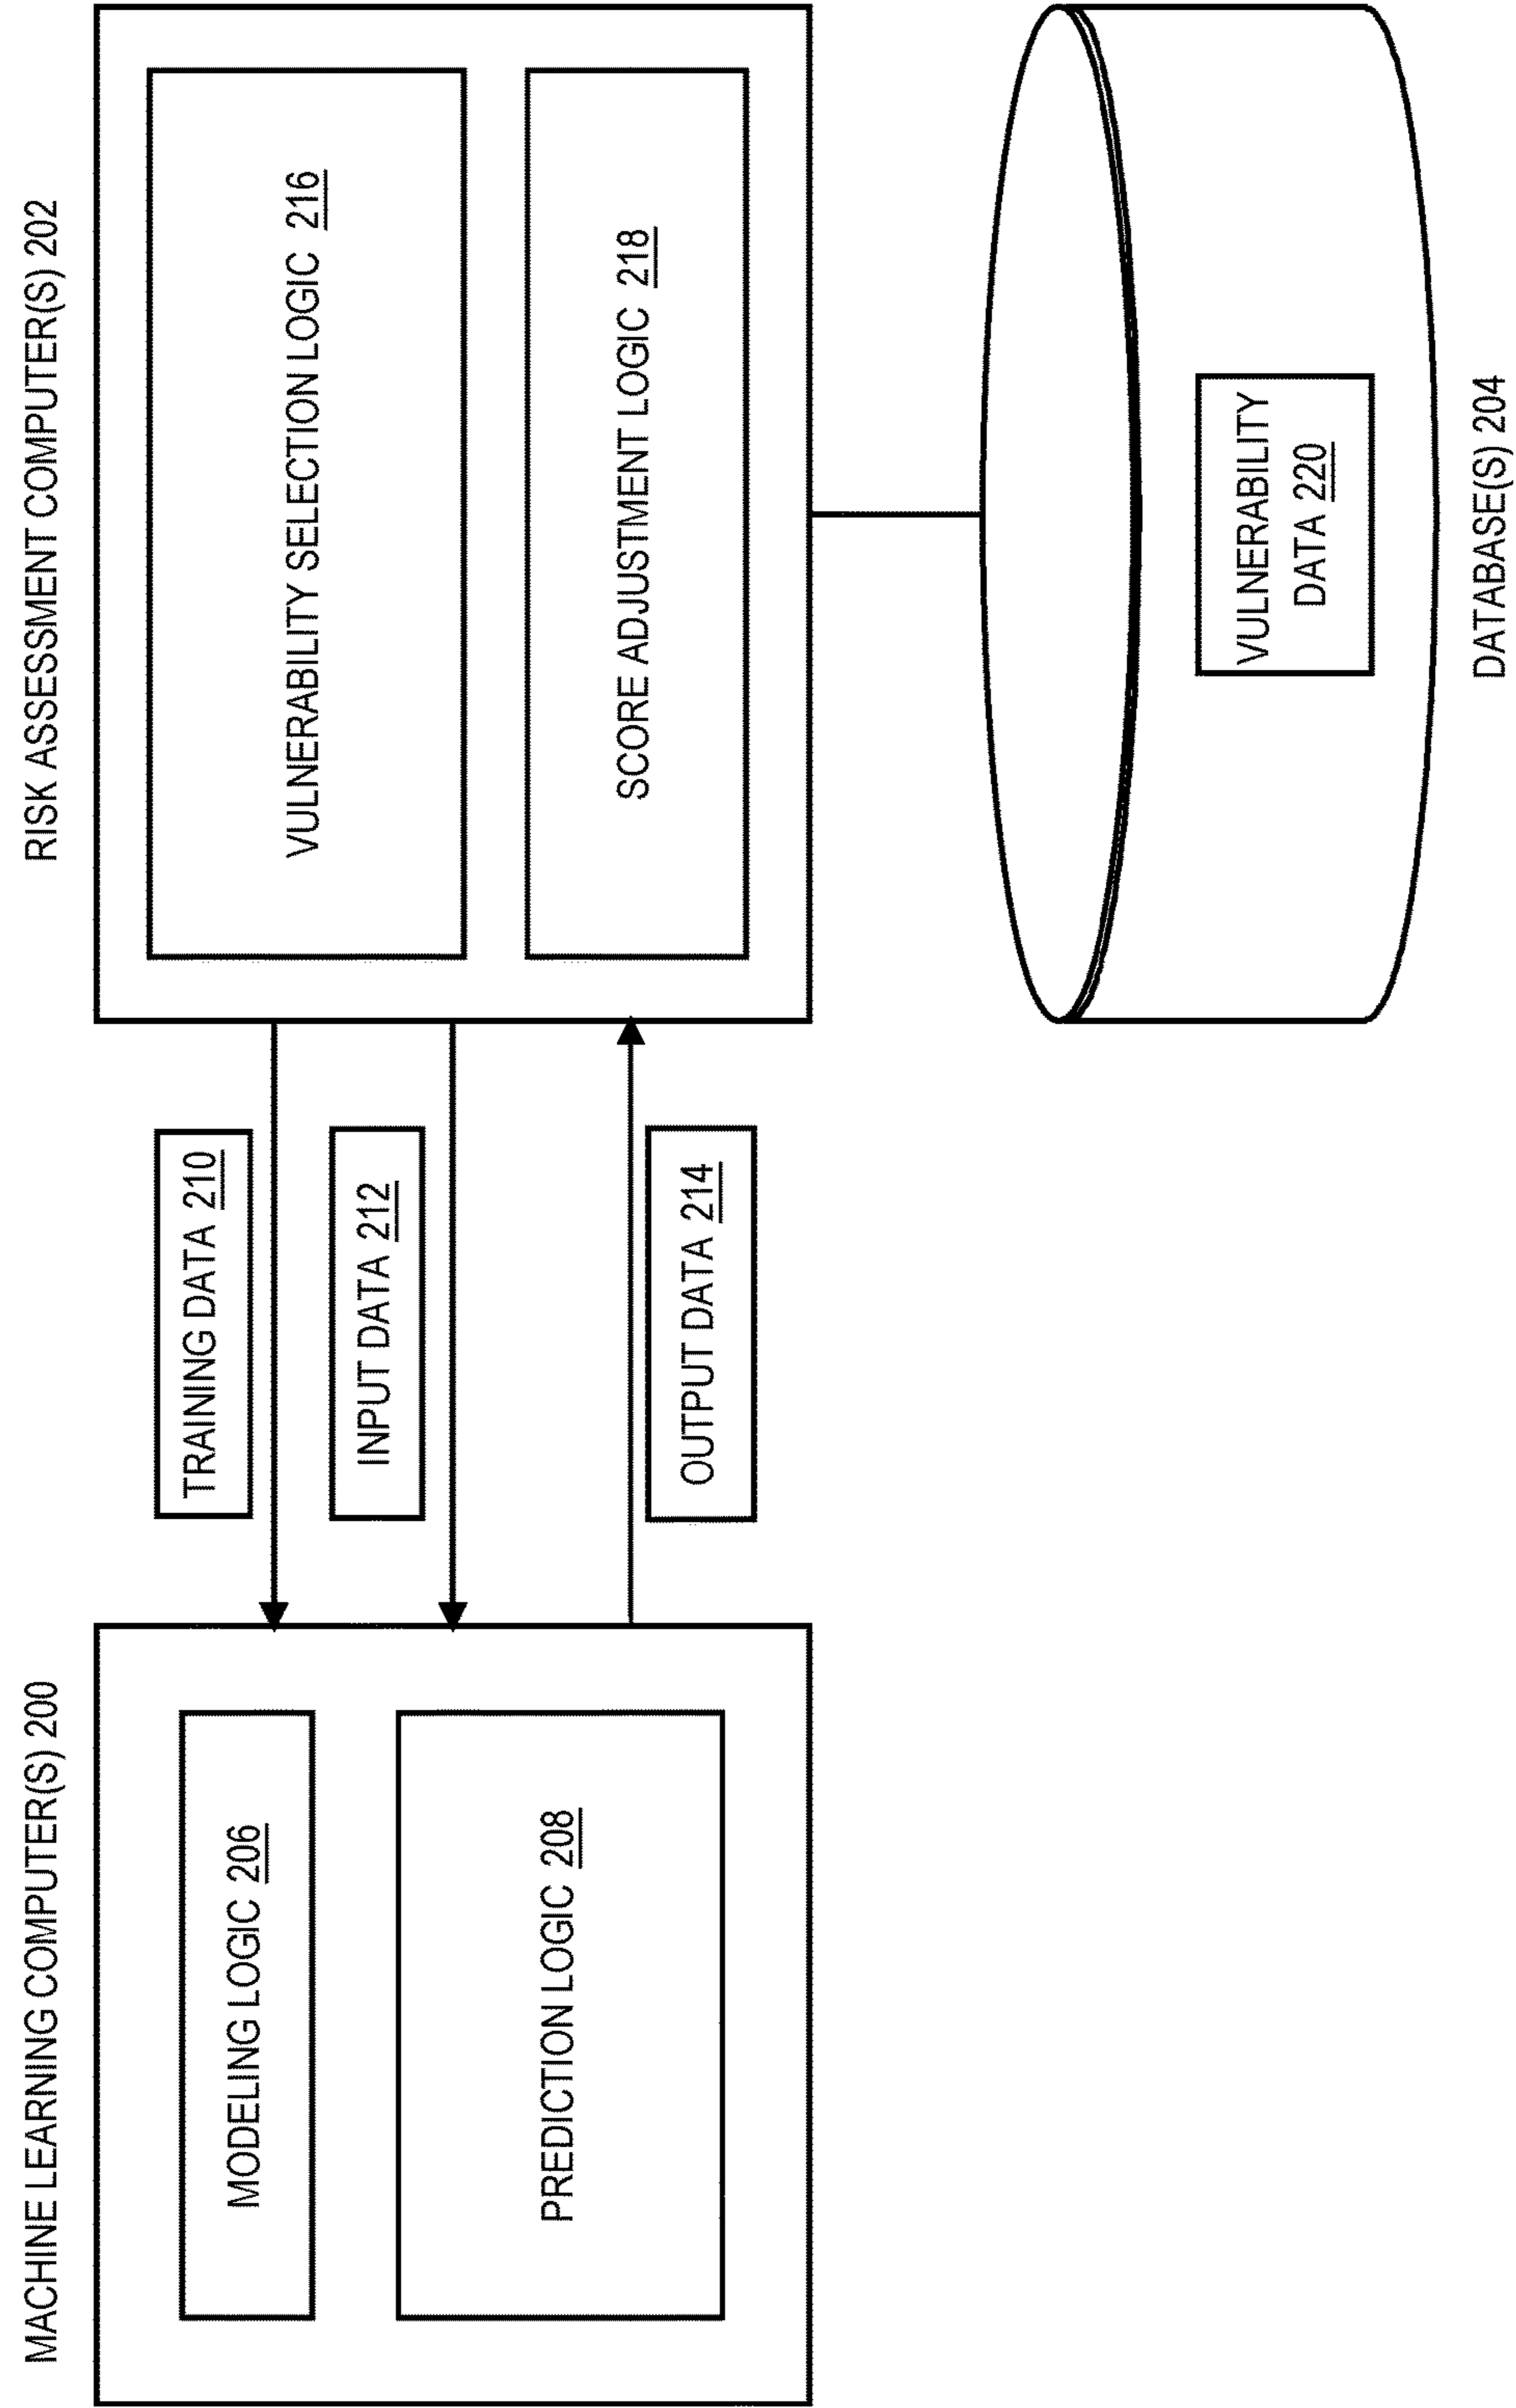 MACHINE LEARNING COMPUTER(S) 200
MODELING LOGIC 206
PREDICTION LOGIC 208
TRAINING DATA 210
INPUT DATA 212
OUTPUT DATA 214
RISK ASSESSMENT COMPUTER(S) 202
VULNERABILITY SELECTION LOGIC 216
SCORE ADJUSTMENT LOGIC 218
VULNERABILITY
DATA 220
DATABASE(S) 204